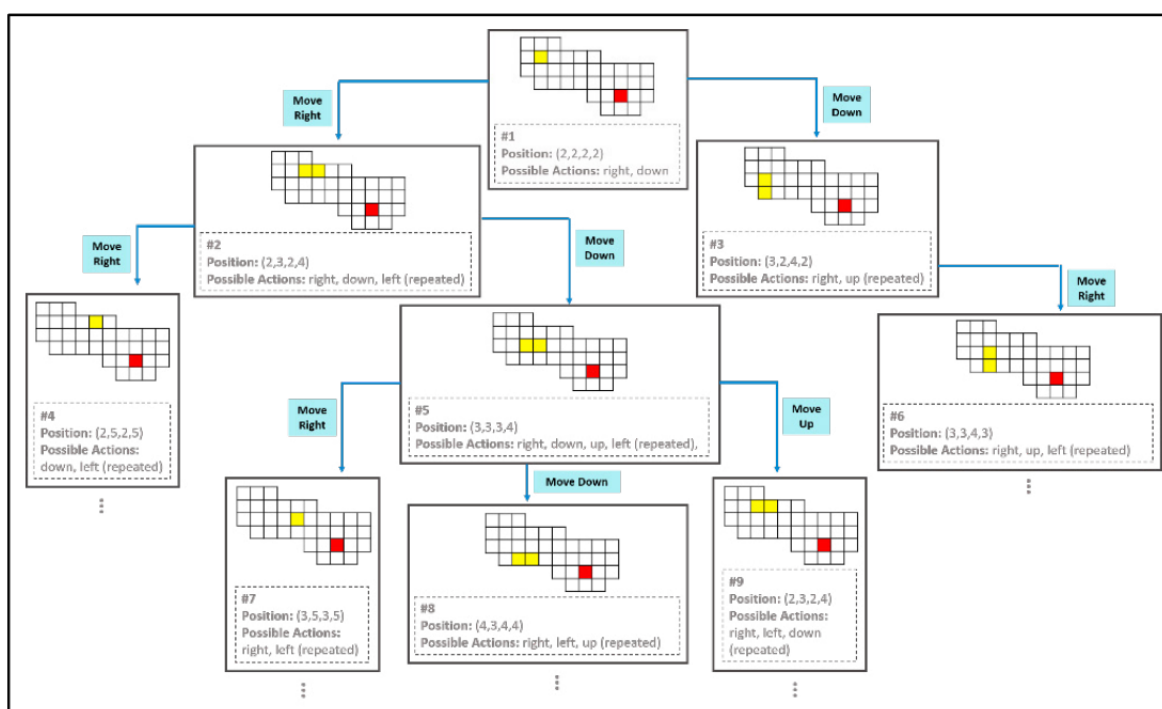 Move
Right
Move
Down
#1
Position: (2,2,2,2)
Possible Actions: right, down
Move
Right
#2
Position: (2,3,2,4)
Possible Actions: right, down, left (repeated)
Move
Down
#3
Position: (3,2,4,2)
Possible Actions: right, up (repeated)
Move
Right
#4
Position: (2,5,2,5)
Possible Actions:
down, left (repeated)
...
Move
Right
#5
Position: (3,3,3,4)
Possible Actions: right, down, up, left (repeated),
Move
Up
#6
Position: (3,3,4,3)
Possible Actions: right, up, left (repeated)
...
Move Down
#7
Position: (3,5,3,5)
Possible Actions:
right, left (repeated)
...
#8
Position: (4,3,4,4)
Possible Actions: right, left, up (repeated)
...
#9
Position: (2,3,2,4)
Possible Actions:
right, left, down
(repeated)
...